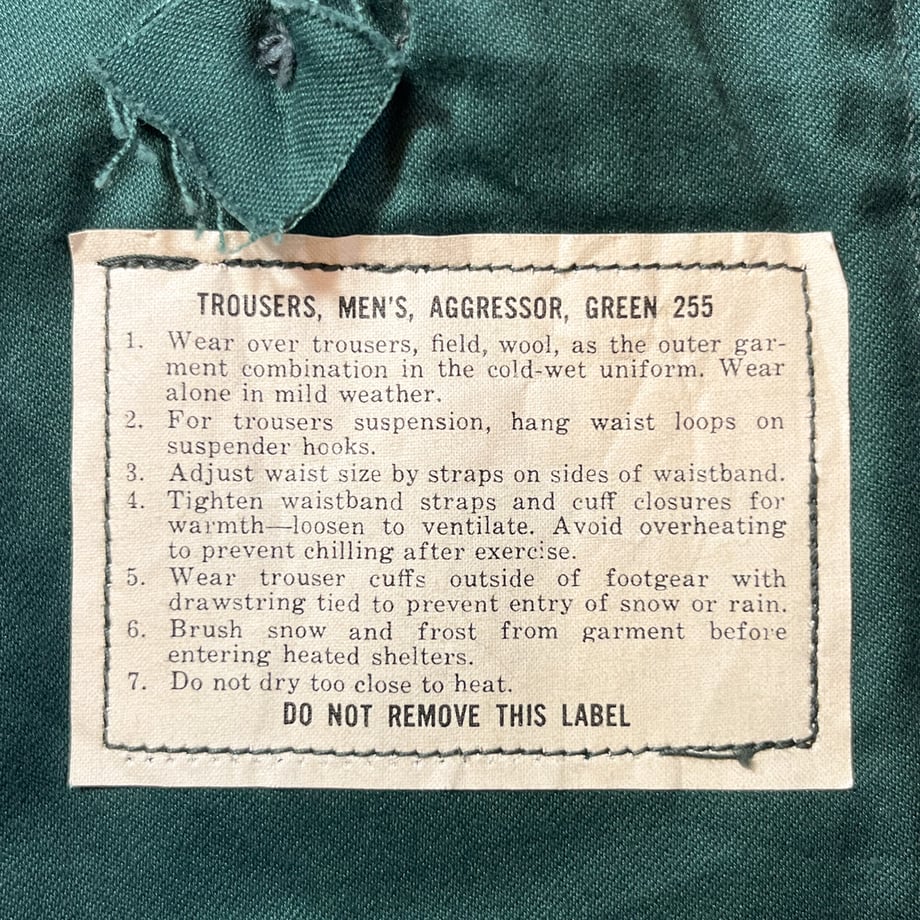 TROUSERS, MEN'S, AGGRESSOR, GREEN 255
1. Wear over trousers, field, wool, as the outer gar-
ment combination in the cold-wet uniform. Wear
alone in mild weather.
2. For trousers suspension, hang waist loops on
suspender hooks.
3. Adjust waist size by straps on sides of waistband.
4. Tighten waistband straps and cuff closures for
warmth—loosen to ventilate. Avoid overheating
to prevent chilling after exercise.
5. Wear trouser cuffs outside of footgear with
drawstring tied to prevent entry of snow or rain.
6. Brush snow and frost from garment before
entering heated shelters.
7. Do not dry too close to heat.
DO NOT REMOVE THIS LABEL